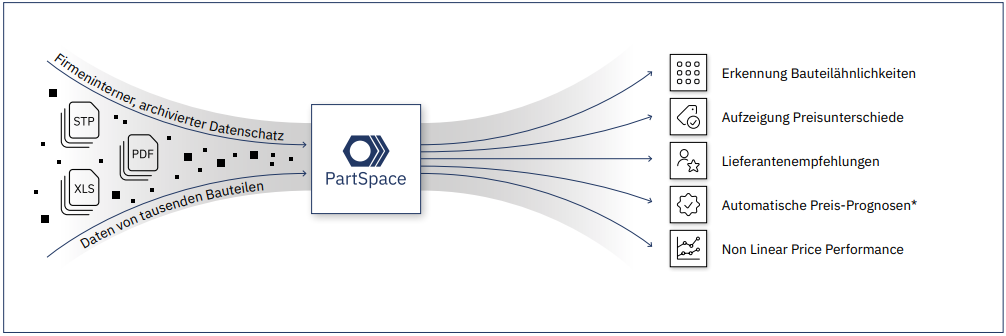 Firmeninterner, archivierter Datenschatz
STP
PDF
XLS
Daten von tausenden Bauteilen
PartSpace
Erkennung Bauteilähnlichkeiten
Aufzeigung Preisunterschiede
Lieferantenempfehlungen
Automatische Preis-Prognosen*
Non Linear Price Performance